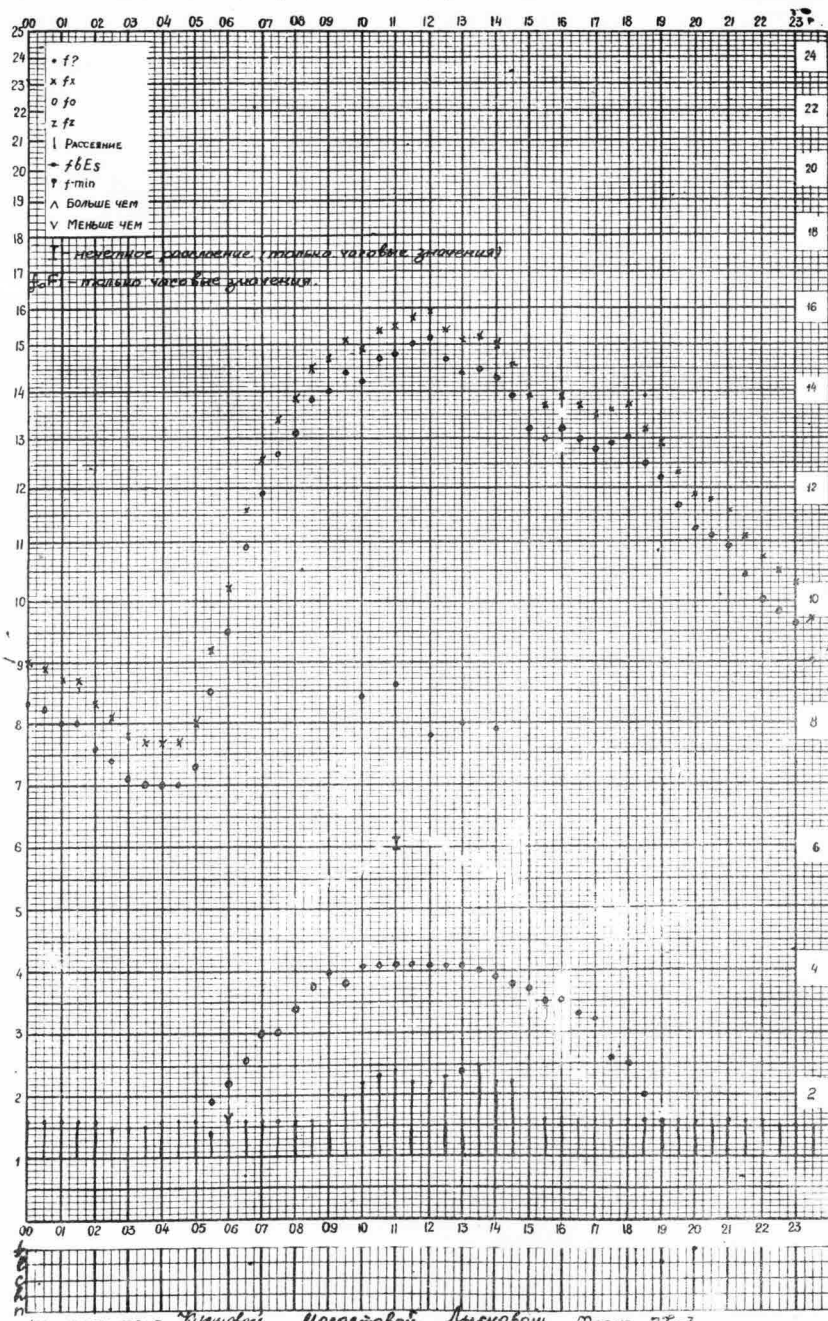 00 01 02 03 04 05 06 07 08 09 10 11 12 13 14 15 16 17 18 19 20 21 22 23
25
24 24
23
22 22
21
20 20
19
18 18
17
16 16
15
14 14
13
12 12
11
10 10
9
8 8
7
6 6
5
4 4
3
2 2
1
• f?
x fx
o fo
z fz
| Рассеяние
fbEs
f-min
∧ Больше чем
∨ Меньше чем
I - нечетное расслоение (только часовые значения)
foF1 - только часовые значения.
00 01 02 03 04 05 06 07 08 09 10 11 12 13 14 15 16 17 18 19 20 21 22 23